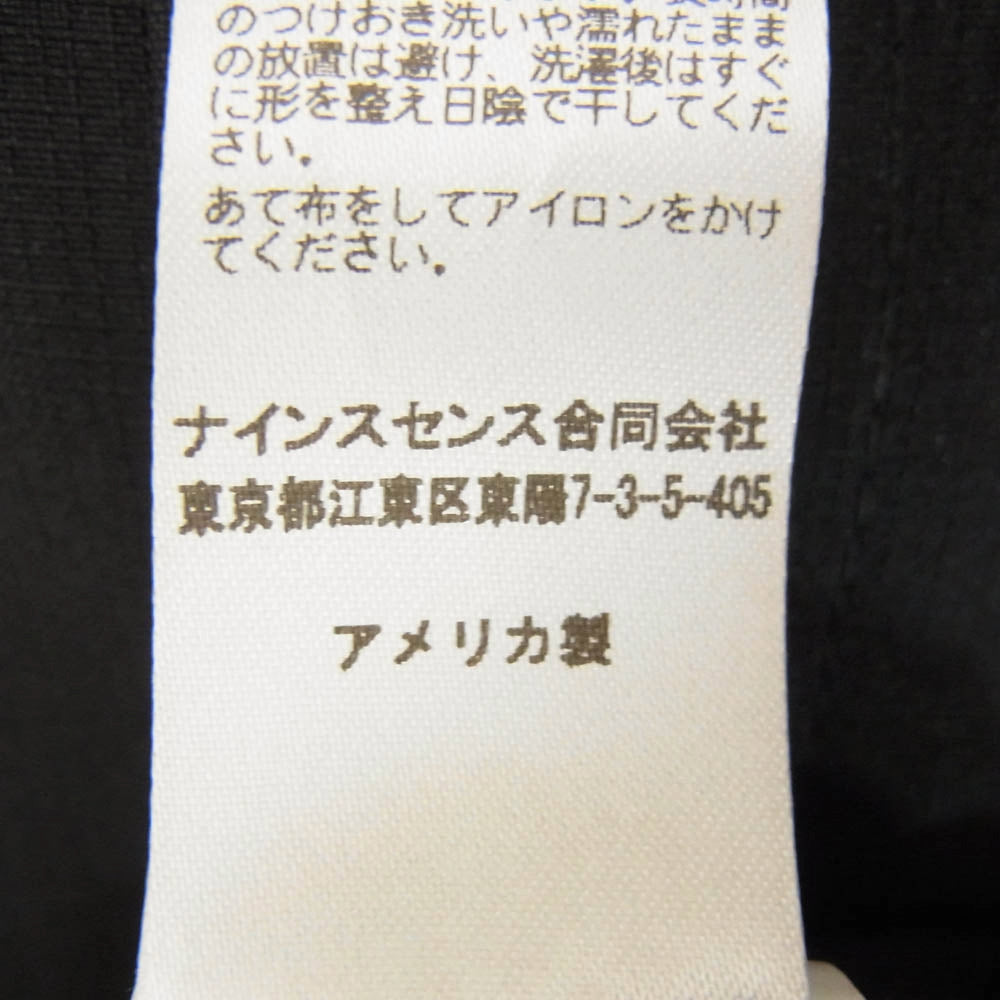 のつけおき洗いや濡れたまま
の放置は避け、洗濯後はすぐ
に形を整え日陰で干してくだ
さい。
あて布をしてアイロンをかけ
てください。
ナインスセンス合同会社
東京都江東区東陽7-3-5-405
アメリカ製